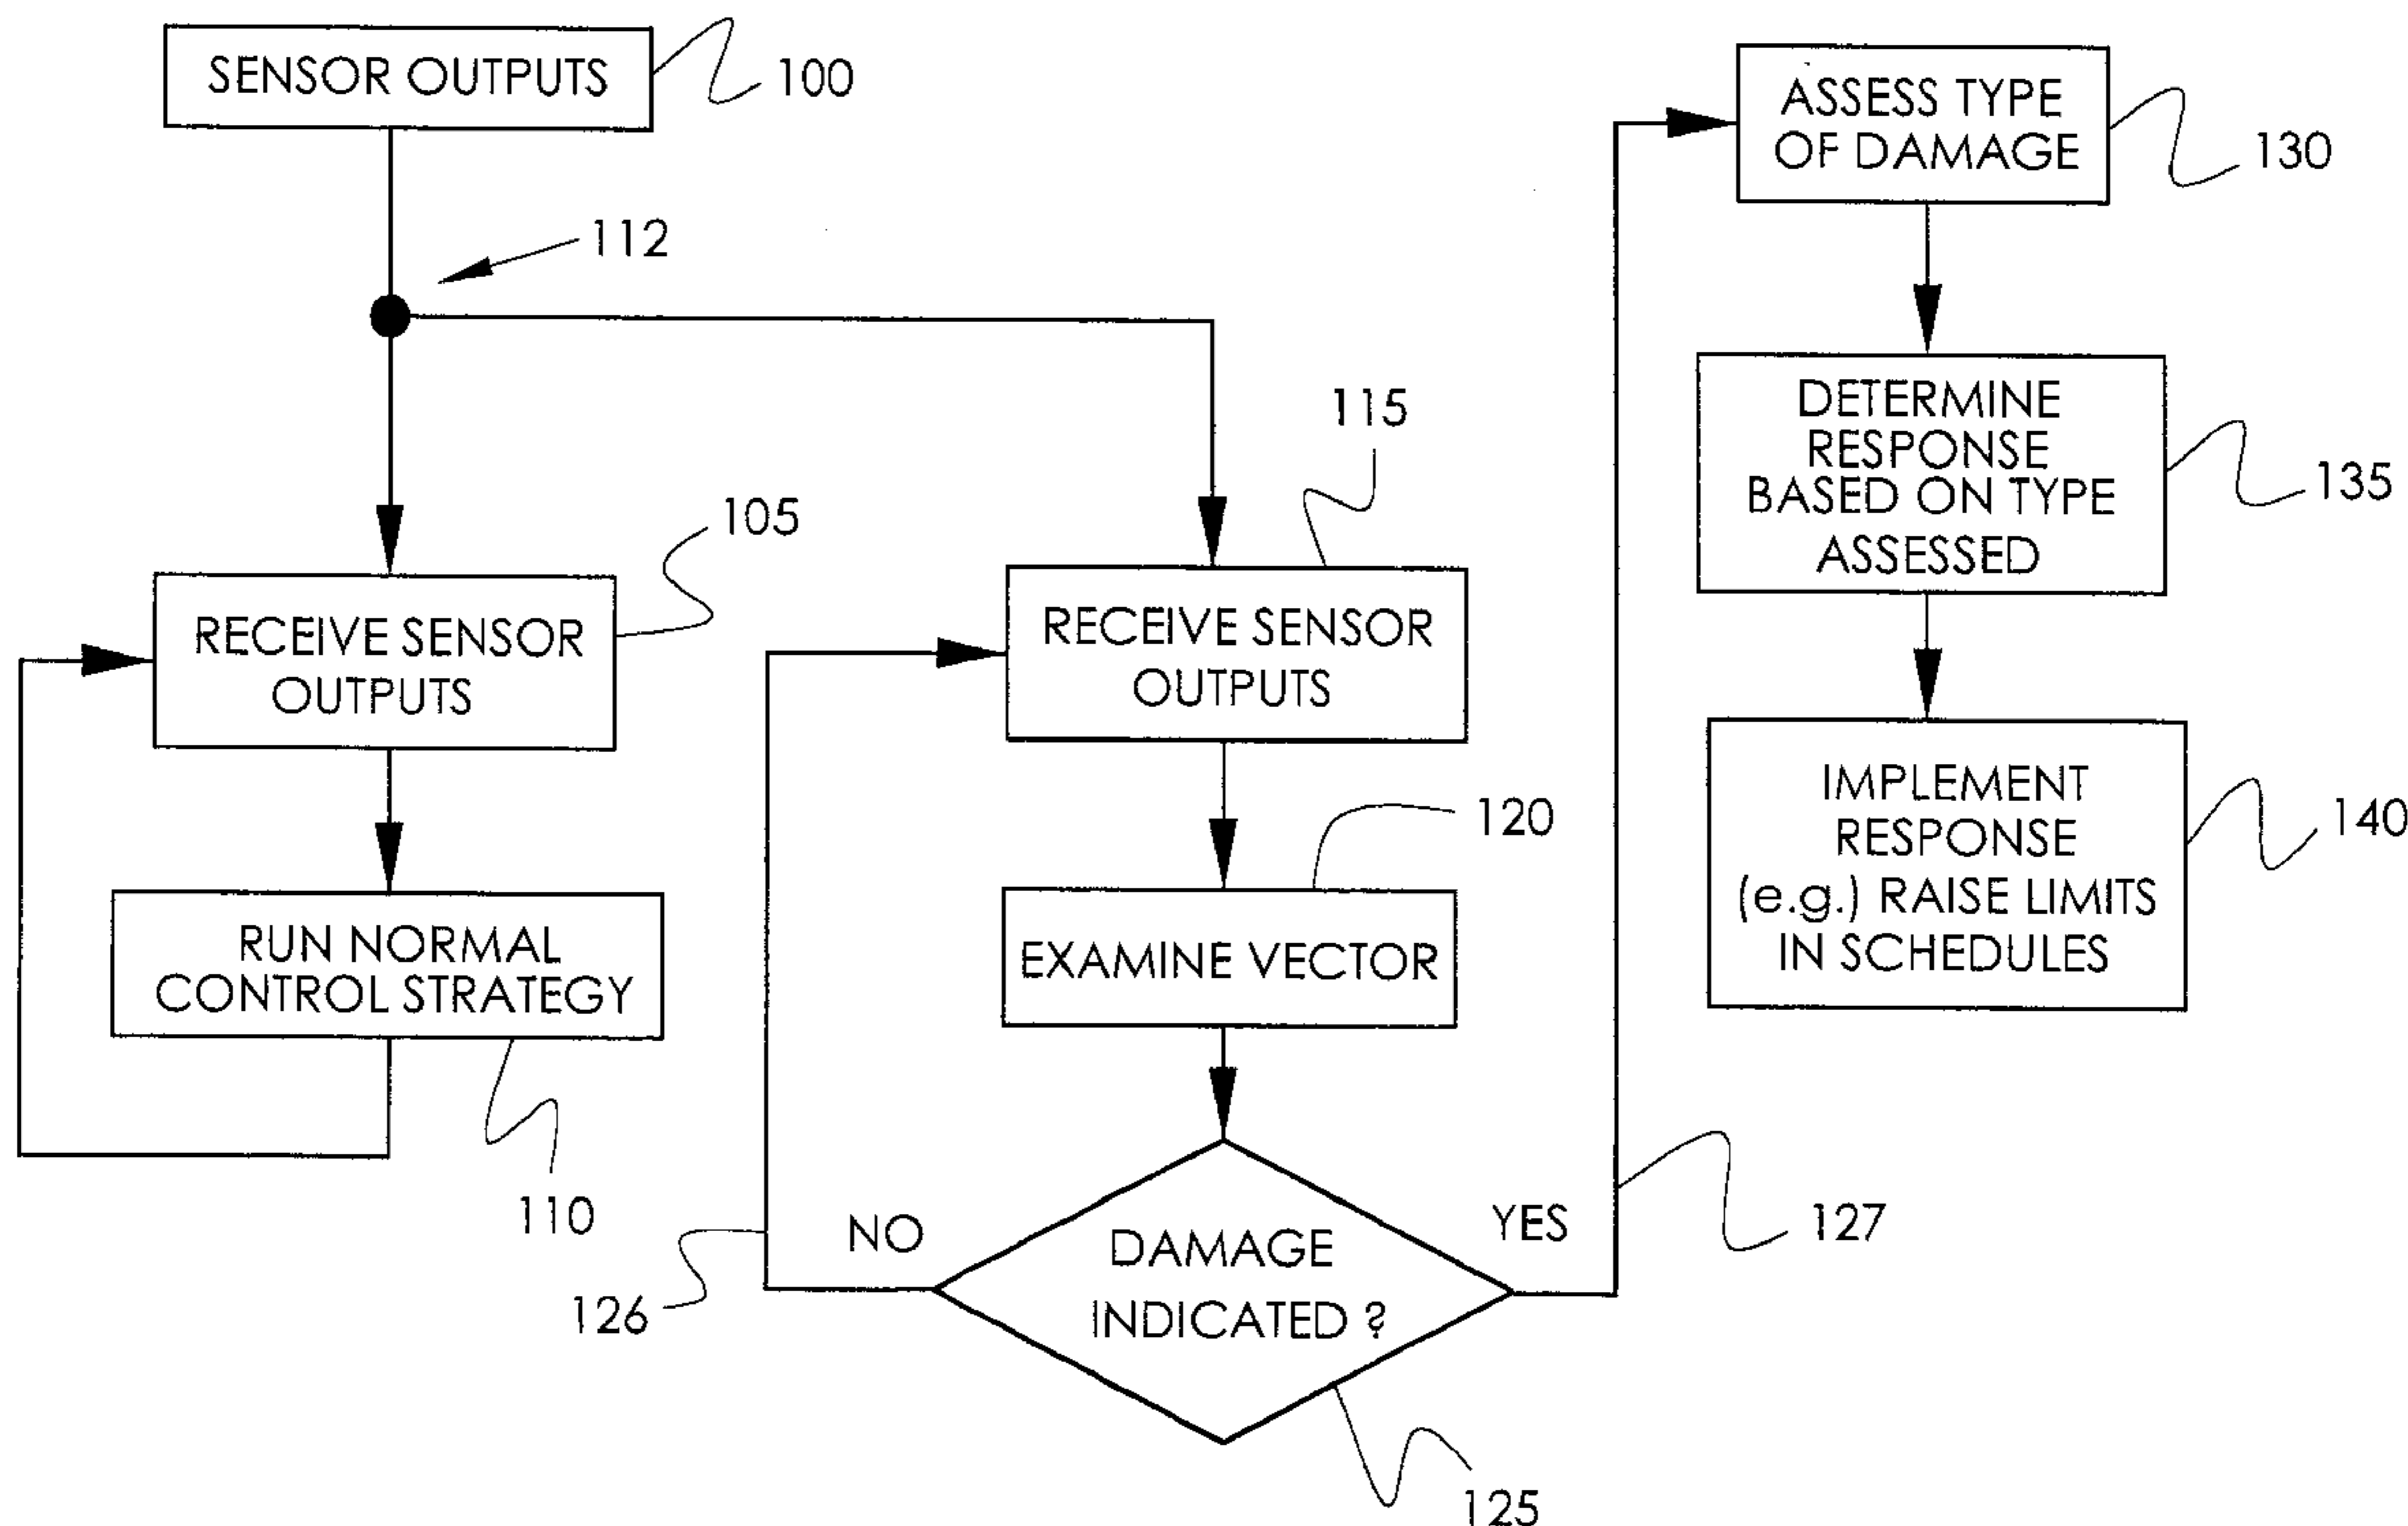 SENSOR OUTPUTS
100
112
105
RECEIVE SENSOR
OUTPUTS
RUN NORMAL
CONTROL STRATEGY
110
115
RECEIVE SENSOR
OUTPUTS
120
EXAMINE VECTOR
NO
YES
DAMAGE
INDICATED ?
126
127
125
ASSESS TYPE
OF DAMAGE
130
DETERMINE
RESPONSE
BASED ON TYPE
ASSESSED
135
IMPLEMENT
RESPONSE
(e.g.) RAISE LIMITS
IN SCHEDULES
140